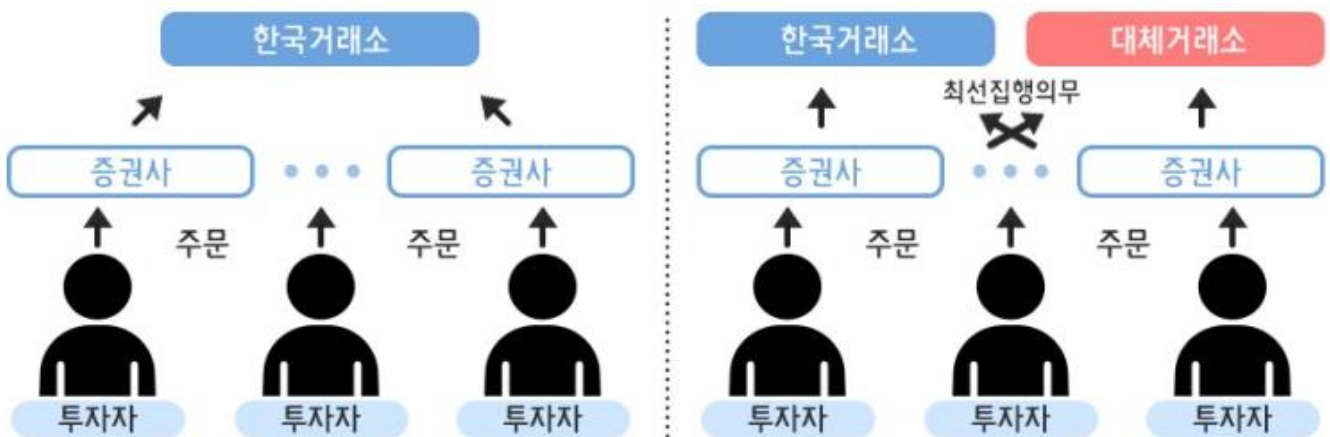 한국거래소
한국거래소 대체거래소
최선집행의무
증권사 증권사
증권사 증권사
주문 주문
주문 주문
투자자 투자자 투자자
투자자 투자자 투자자